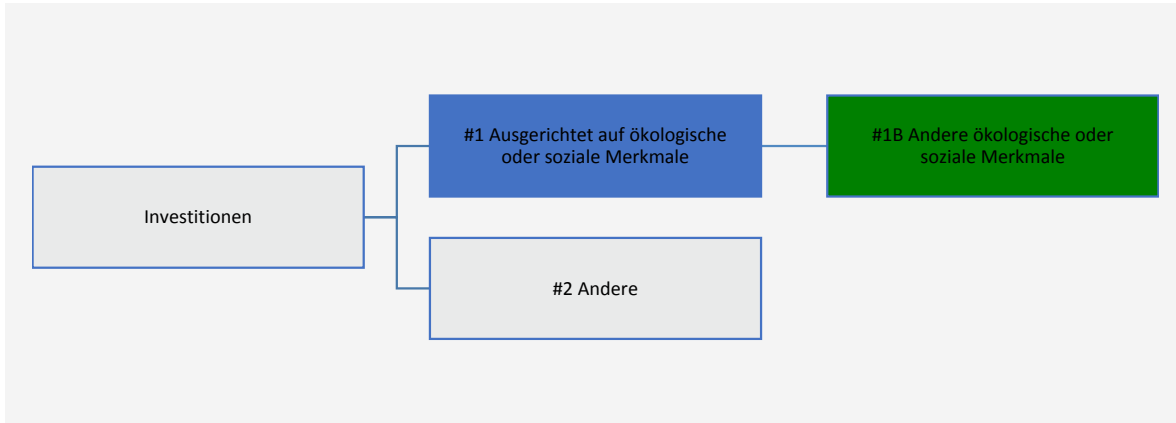 #1 Ausgerichtet auf ökologische
oder soziale Merkmale
#1B Andere ökologische oder
soziale Merkmale
Investitionen
#2 Andere